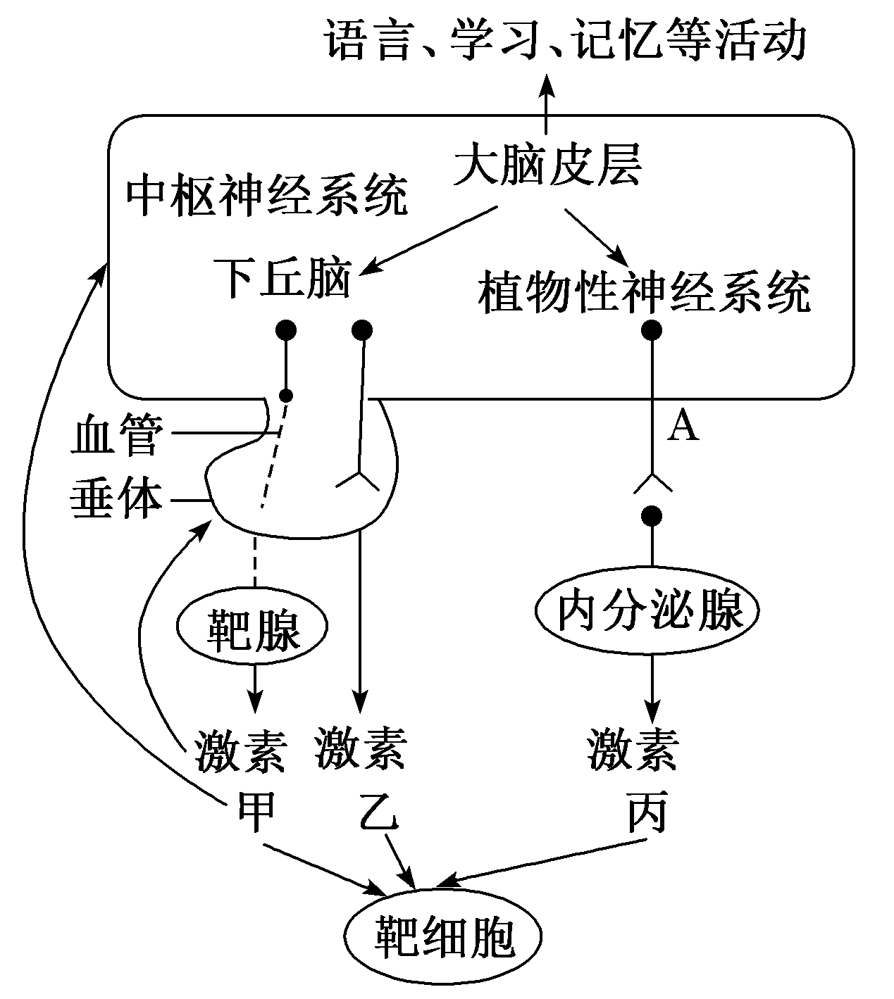 语言、学习、记忆等活动
大脑皮层
中枢神经系统
下丘脑
植物性神经系统
血管
A
垂体
靶腺
内分泌腺
激素
甲
激素
乙
激素
丙
靶细胞